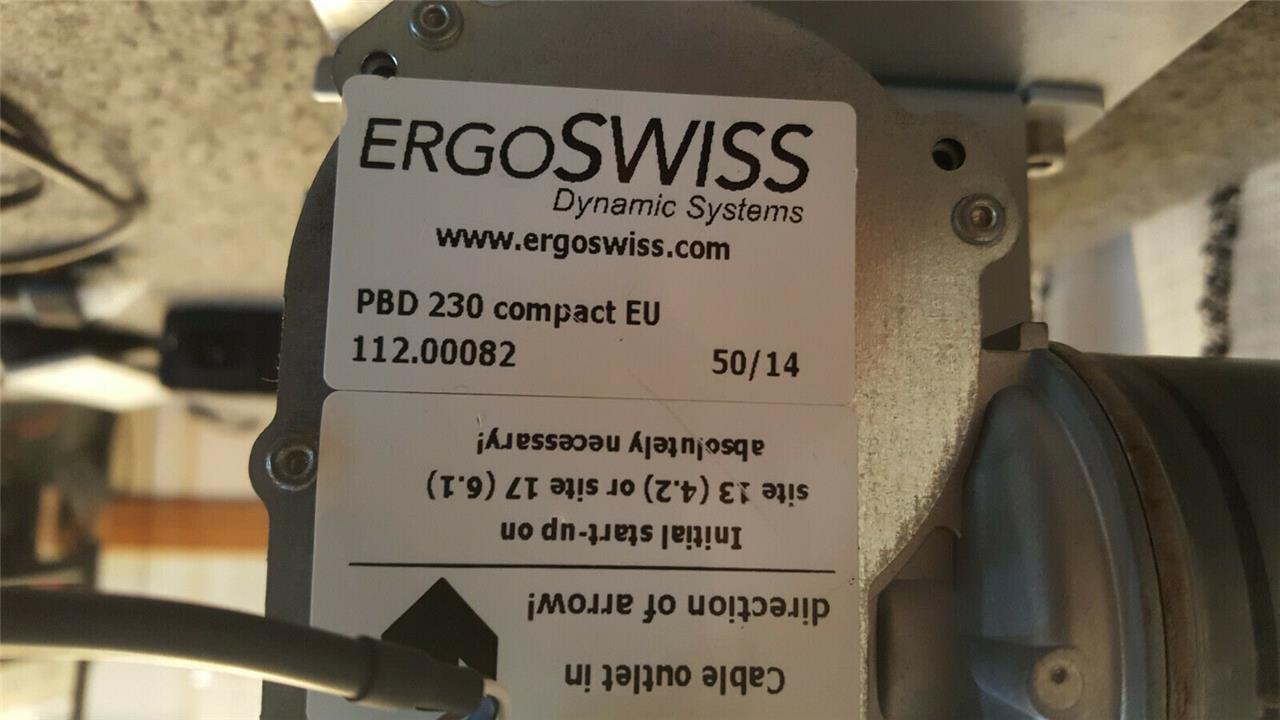 ERGOSWISS
Dynamic Systems
www.ergoswiss.com
PBD 230 compact EU
112.00082 50/14
Cable outlet in
direction of arrow!
Initial start-up on
site 13 (4.2) or site 17 (6.1)
absolutely necessary!